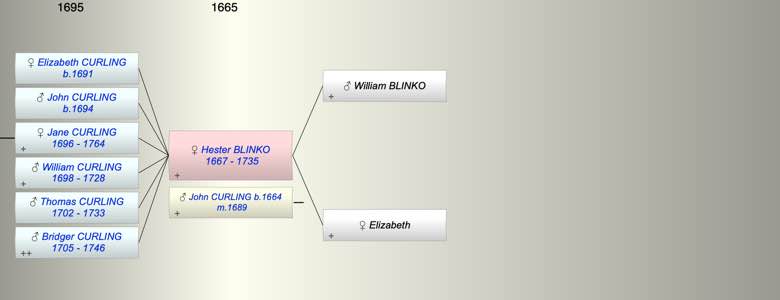 1695
1665
♀ Elizabeth CURLING
b.1691
♂ John CURLING
b.1694
♀ Jane CURLING
1696 - 1764
+
♂ William CURLING
1698 - 1728
+
♂ Thomas CURLING
1702 - 1733
♂ Bridger CURLING
1705 - 1746
++
♀ Hester BLINKO
1667 - 1735
+
♂ John CURLING b.1664
m.1689
+
♂ William BLINKO
+
♀ Elizabeth
+